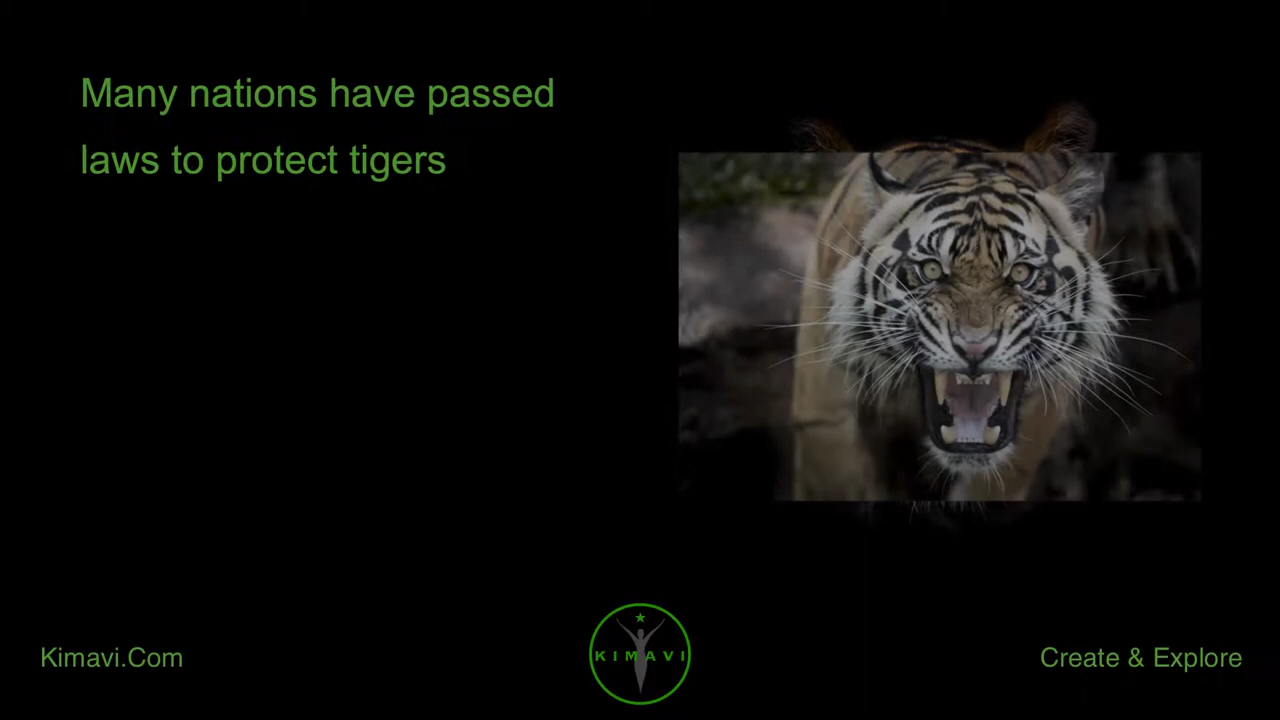 Many nations have passed
laws to protect tigers
KIMAVI
Kimavi.Com
Create & Explore